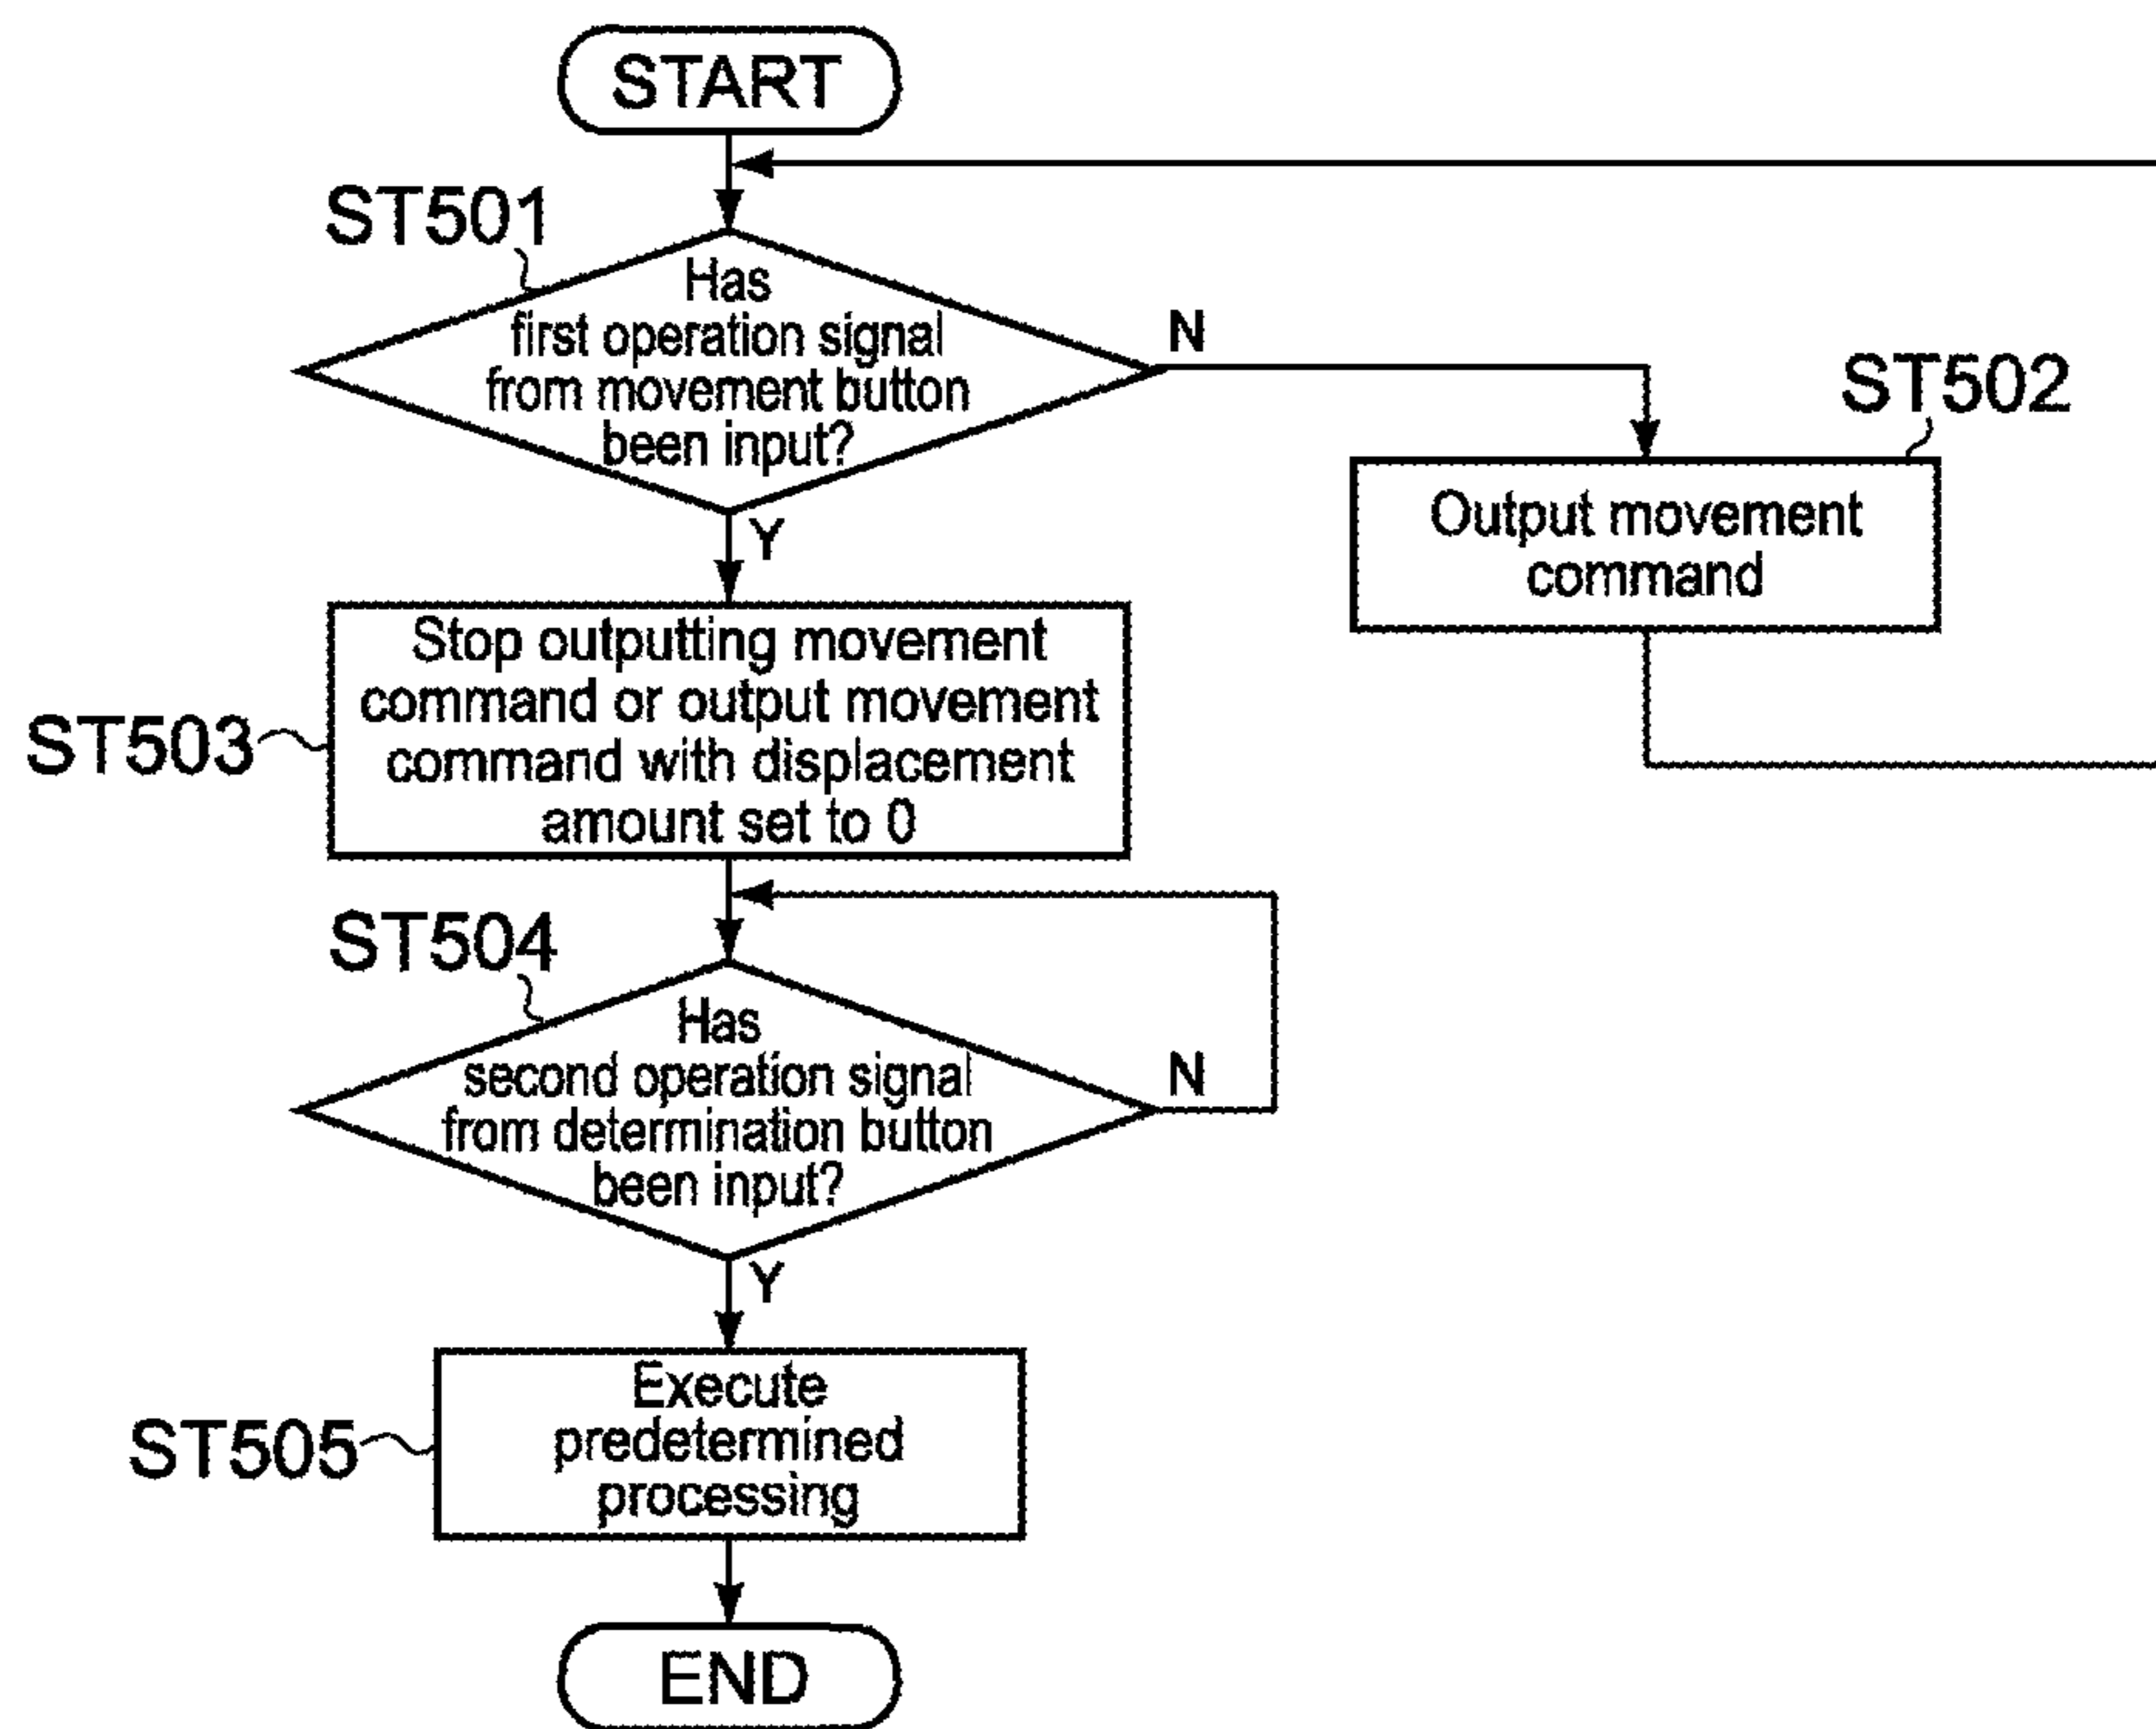 START
ST501
Has
first operation signal
from movement button
been input?
N
ST502
Output movement
command
Y
Stop outputting movement
command or output movement
command with displacement
amount set to 0
ST503
ST504
Has
second operation signal
from determination button
been input?
N
Y
Execute
predetermined
processing
ST505
END